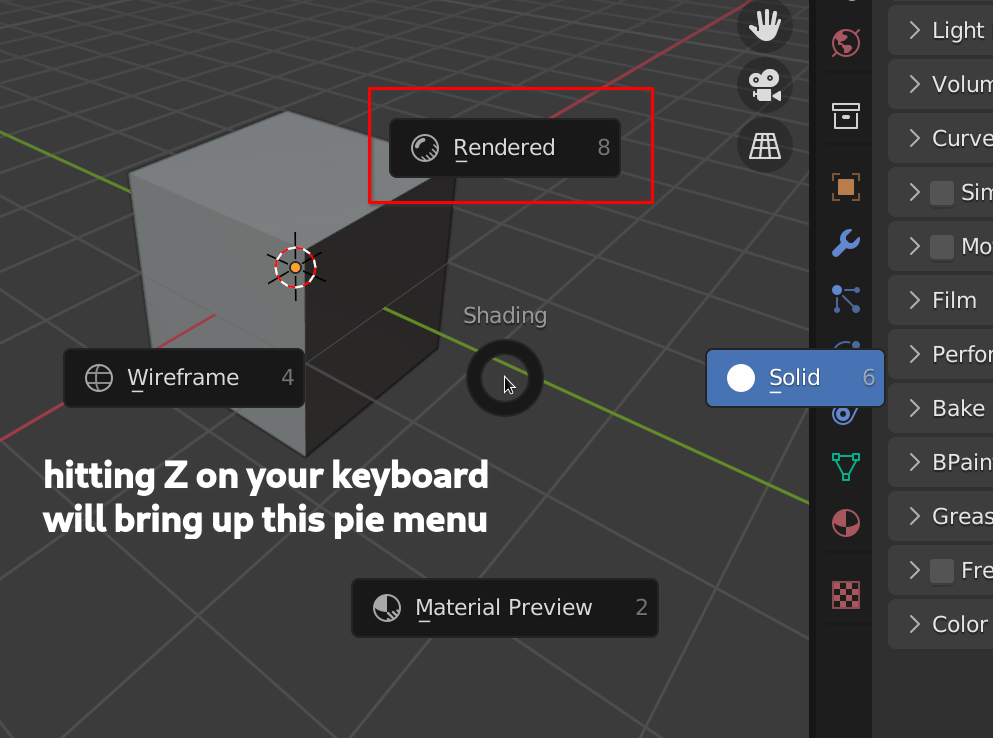 Light
Volum
Rendered 8
Curve
Sim
Mo
Film
Shading
Perfor
Wireframe 4
Solid 6
Bake
BPain
hitting Z on your keyboard
will bring up this pie menu
Greas
Fre
Material Preview 2
Color